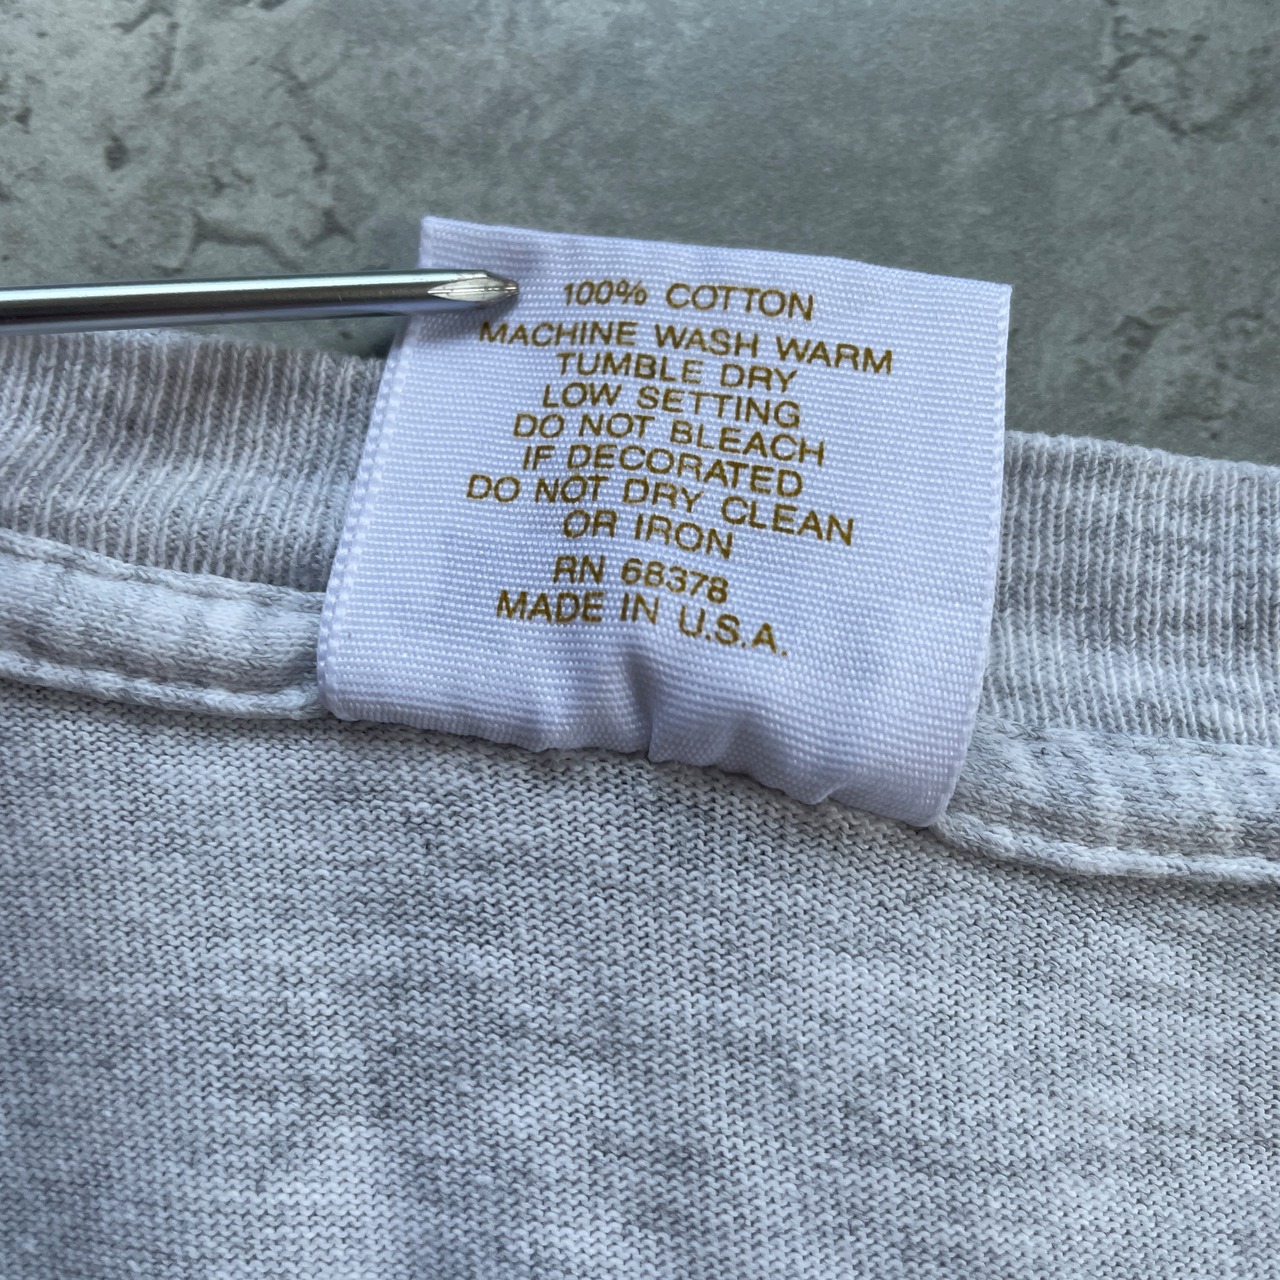 100% COTTON
MACHINE WASH WARM
TUMBLE DRY
LOW SETTING
DO NOT BLEACH
IF DECORATED
DO NOT DRY CLEAN
OR IRON
RN 68378
MADE IN U.S.A.